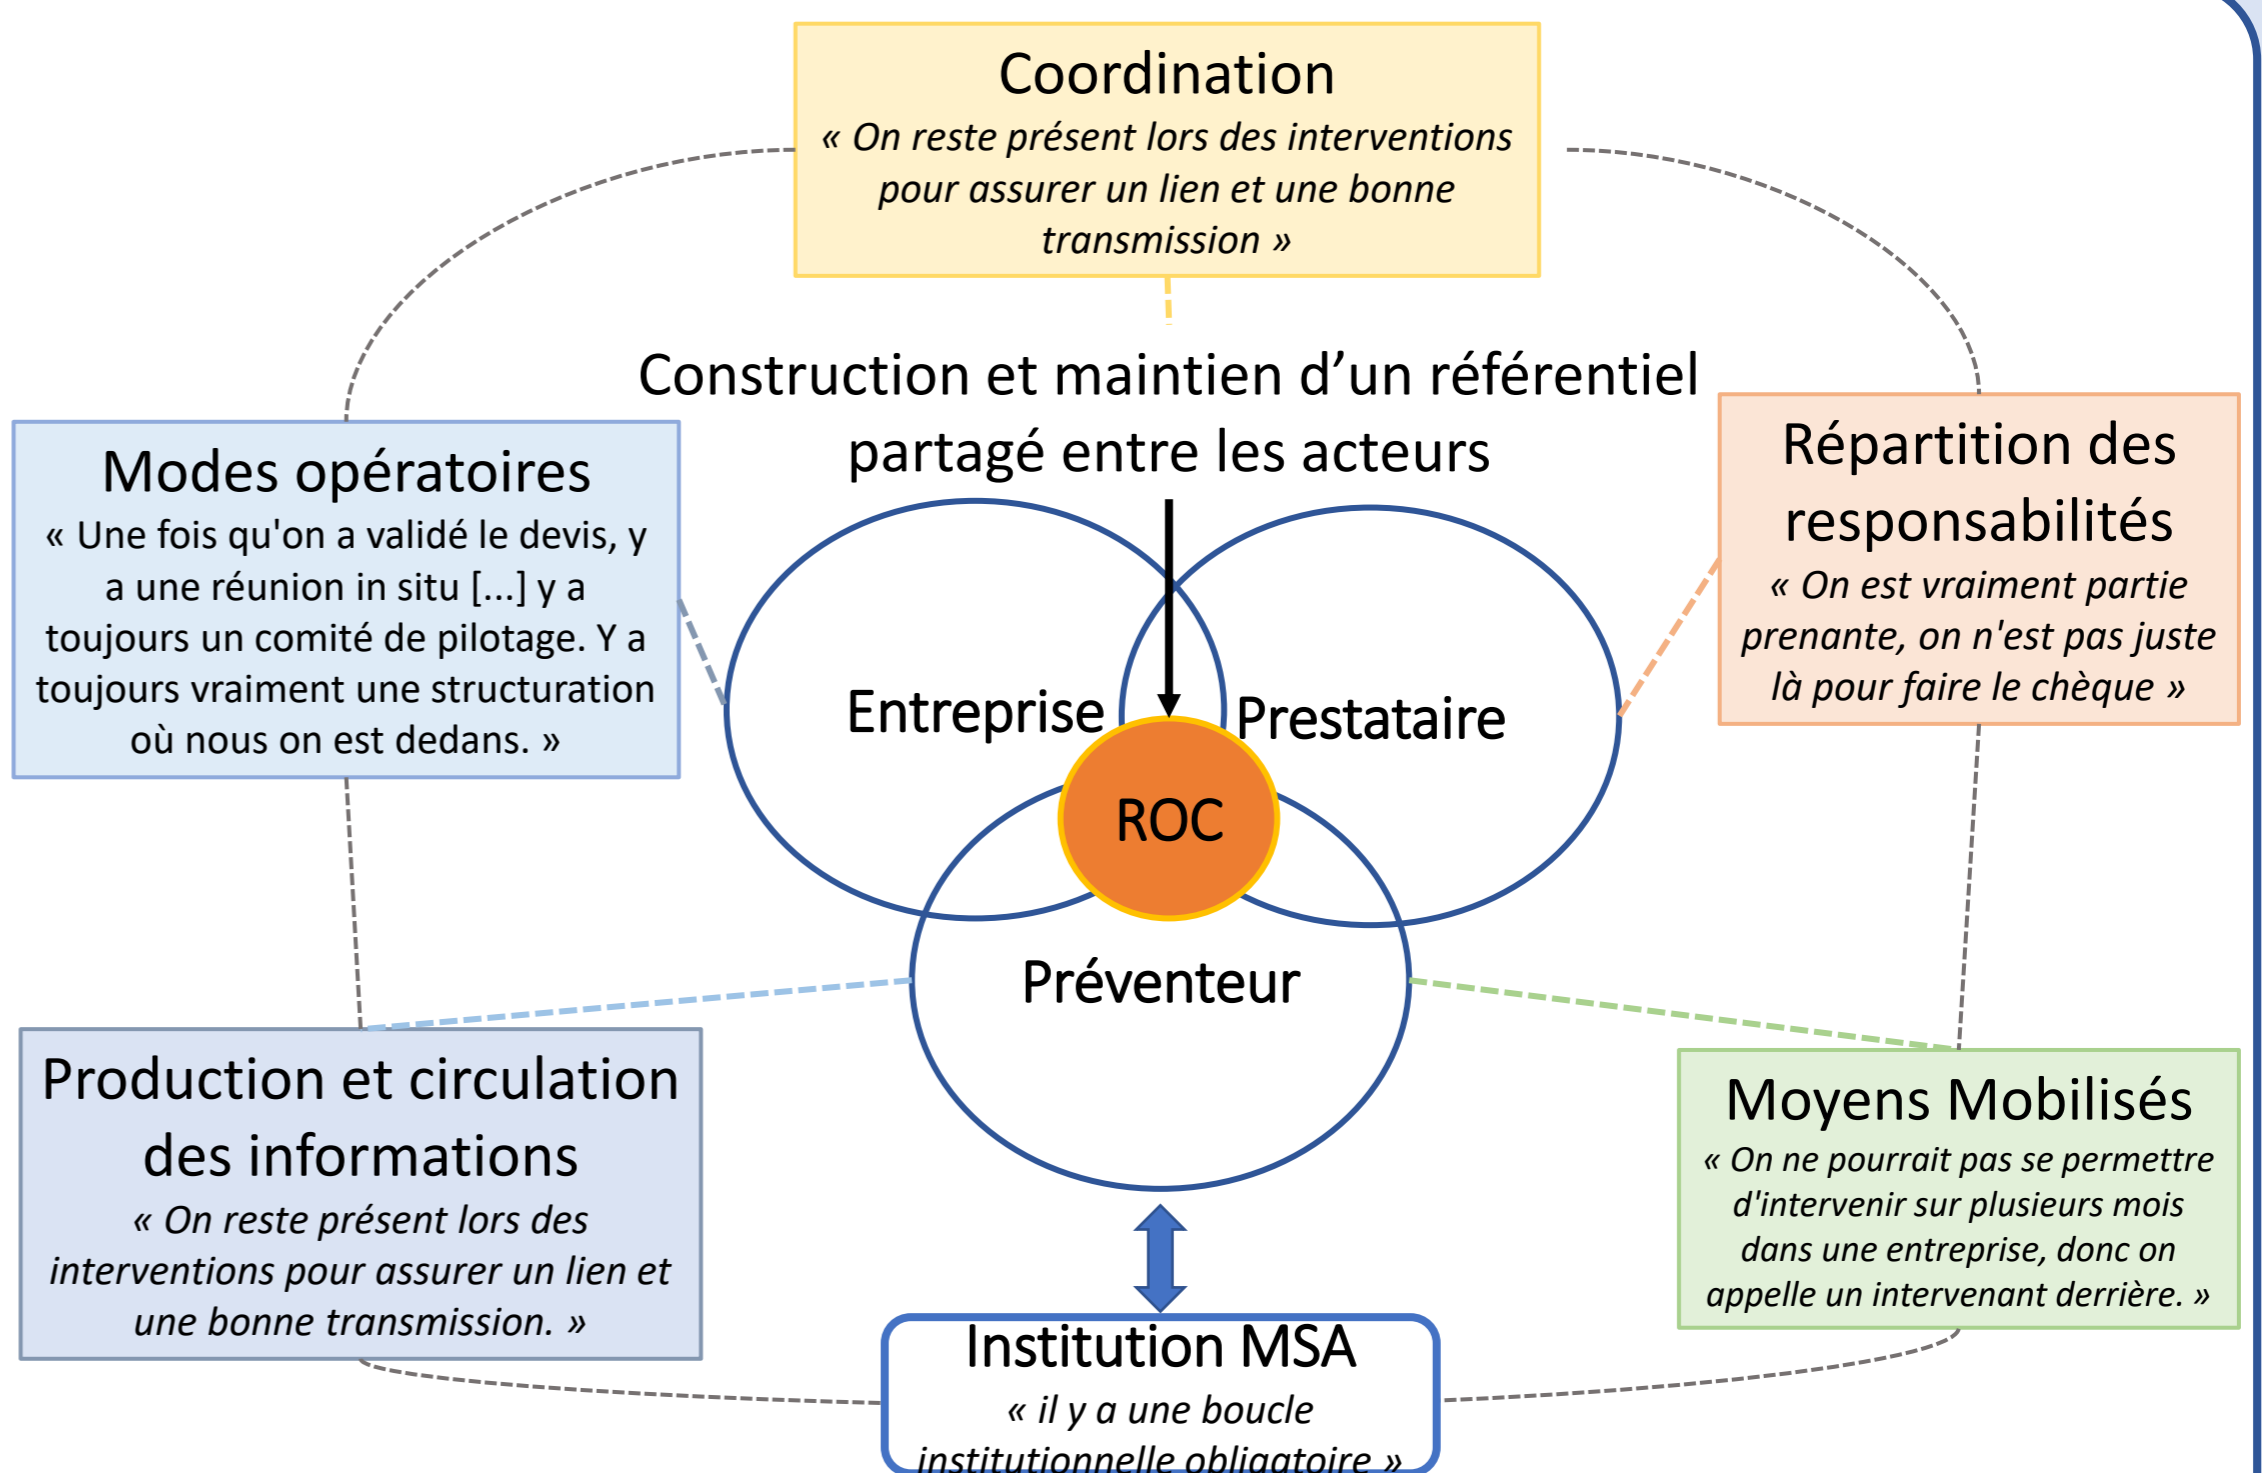 Coordination
« On reste présent lors des interventions
pour assurer un lien et une bonne
transmission »
Construction et maintien d’un référentiel
partagé entre les acteurs
Modes opératoires
« Une fois qu'on a validé le devis, y
a une réunion in situ [...] y a
toujours un comité de pilotage. Y a
toujours vraiment une structuration
où nous on est dedans. »
Répartition des
responsabilités
« On est vraiment partie
prenante, on n'est pas juste
là pour faire le chèque »
Entreprise
Prestataire
ROC
Préventeur
Production et circulation
des informations
« On reste présent lors des
interventions pour assurer un lien et
une bonne transmission. »
Moyens Mobilisés
« On ne pourrait pas se permettre
d'intervenir sur plusieurs mois
dans une entreprise, donc on
appelle un intervenant derrière. »
Institution MSA
« il y a une boucle
institutionnelle obligatoire »